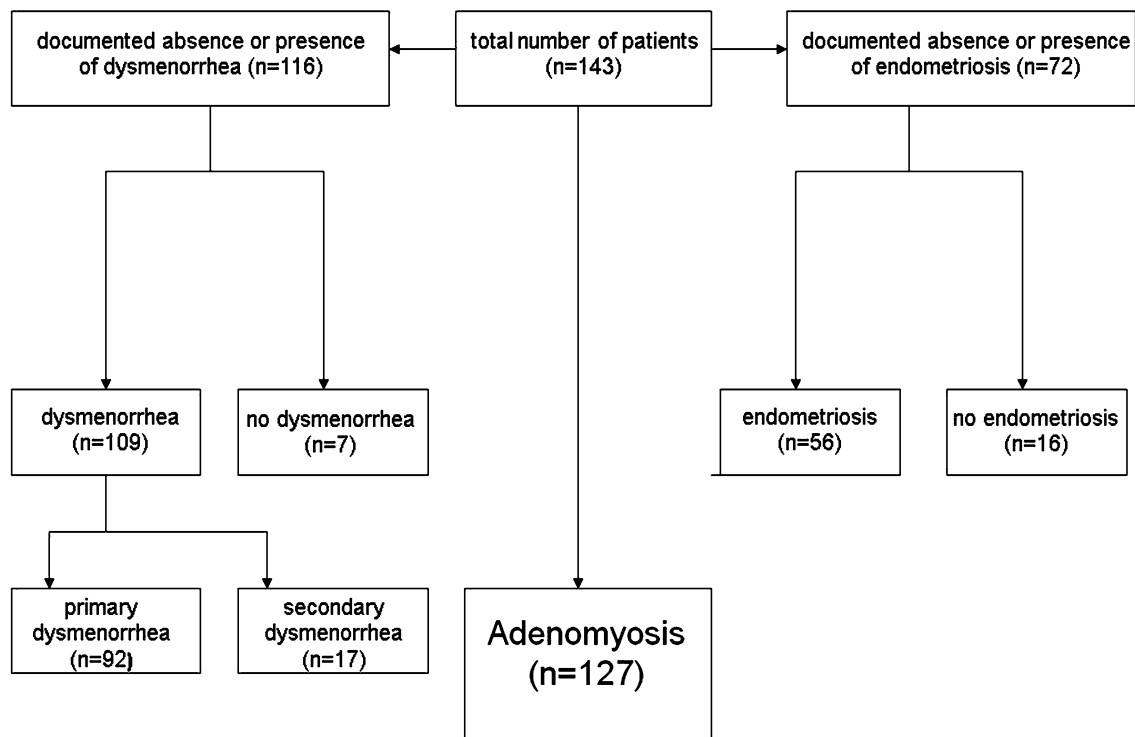 documented absence or presence
of dysmenorrhea (n=116)
total number of patients
(n=143)
documented absence or presence
of endometriosis (n=72)
dysmenorrhea
(n=109)
no dysmenorrhea
(n=7)
endometriosis
(n=56)
no endometriosis
(n=16)
primary
dysmenorrhea
(n=92)
secondary
dysmenorrhea
(n=17)
Adenomyosis
(n=127)